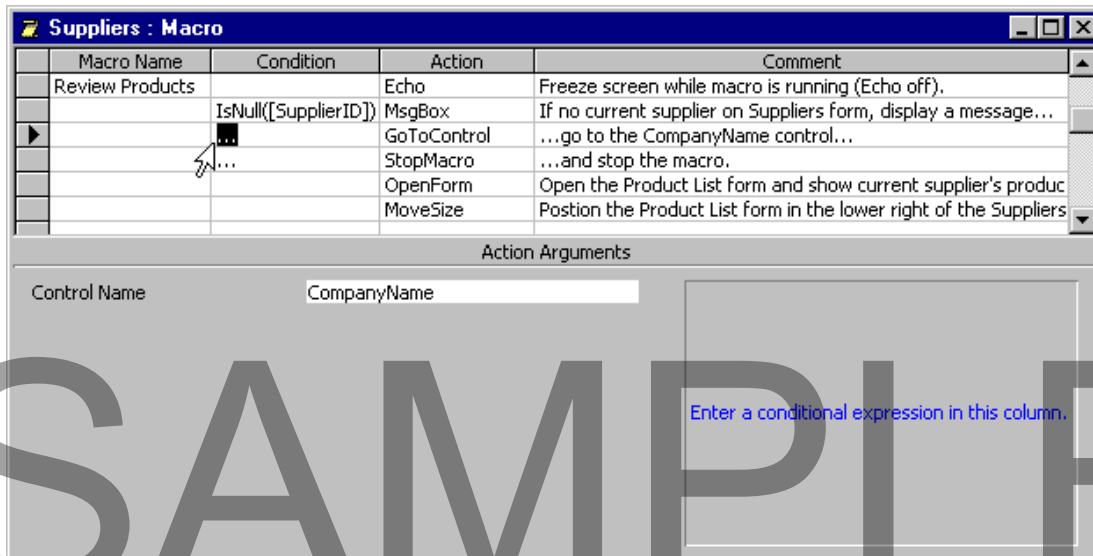 Suppliers : Macro
Macro Name Condition Action Comment
Review Products Echo Freeze screen while macro is running (Echo off).
IsNull([SupplierID]) MsgBox If no current supplier on Suppliers form, display a message...
... GoToControl ...go to the CompanyName control...
... StopMacro ...and stop the macro.
OpenForm Open the Product List form and show current supplier's produc
MoveSize Postion the Product List form in the lower right of the Suppliers
Action Arguments
Control Name CompanyName
Enter a conditional expression in this column.
SAMPLE